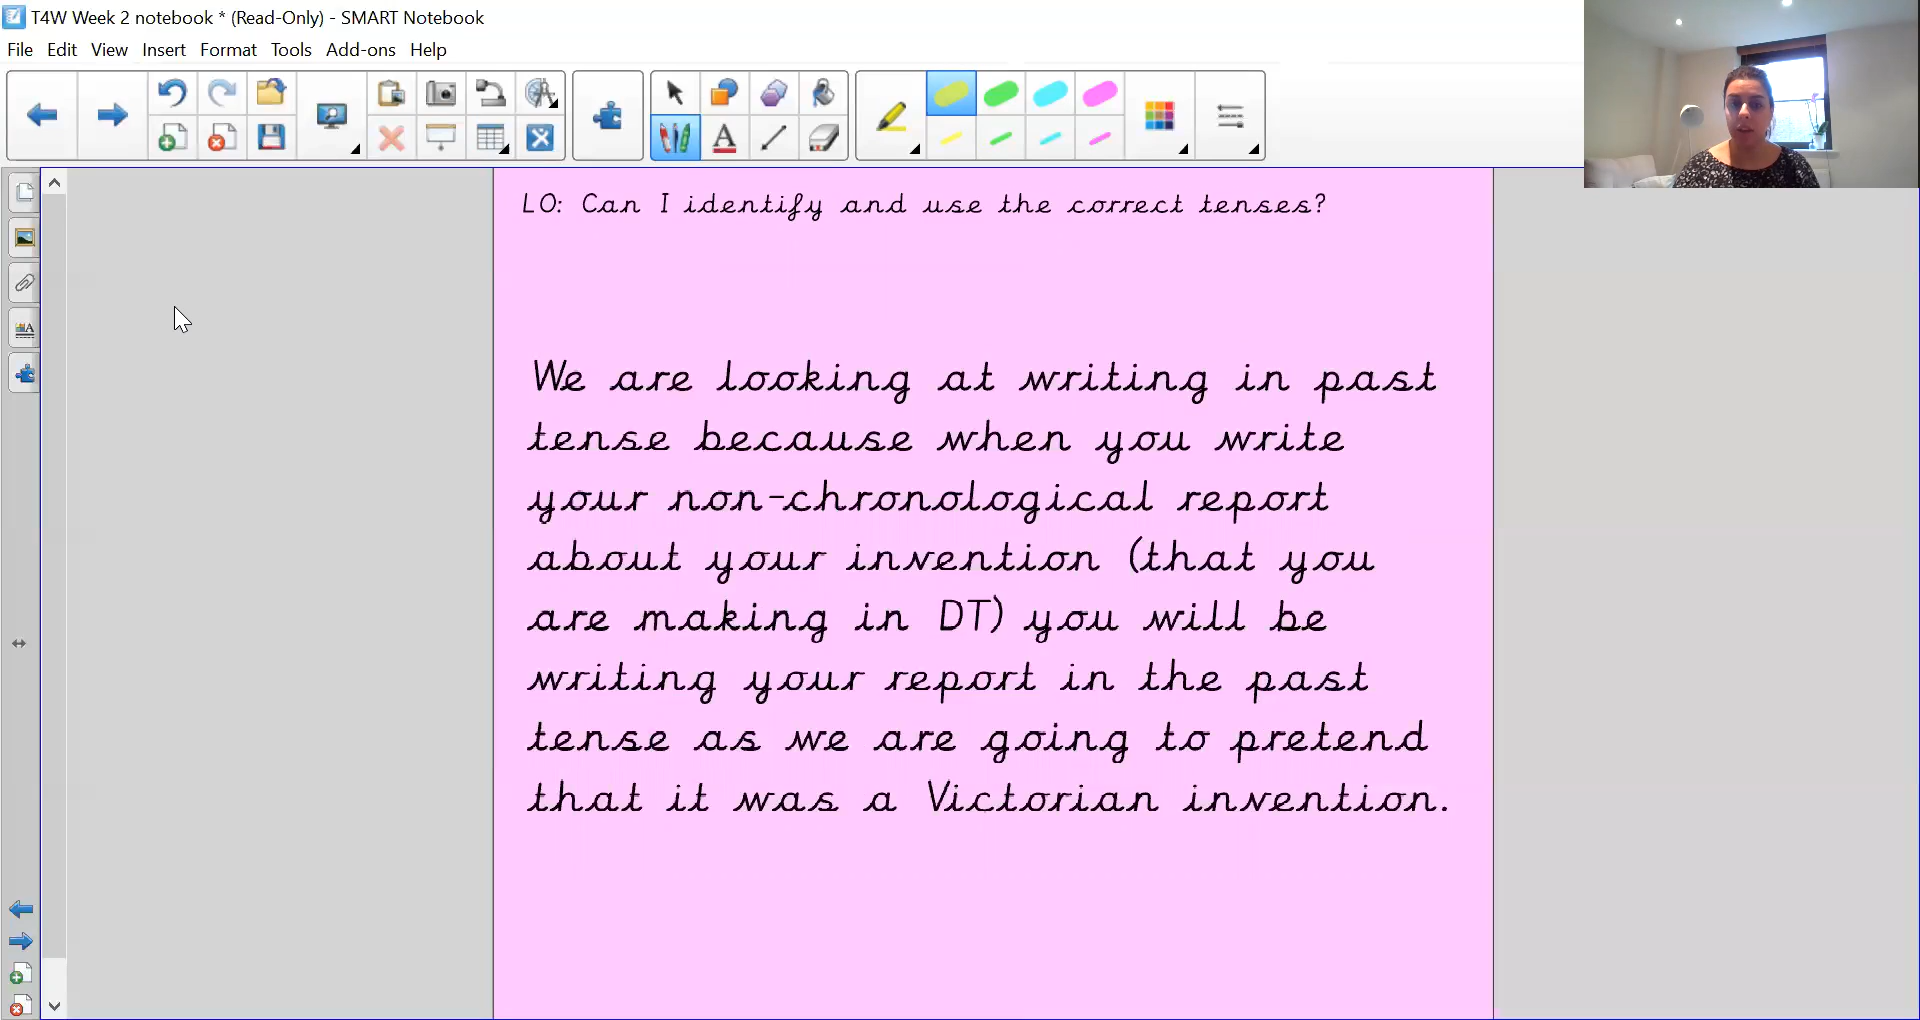 T4W Week 2 notebook * (Read-Only) - SMART Notebook
File Edit View Insert Format Tools Add-ons Help
LO: Can I identify and use the correct tenses?
We are looking at writing in past
tense because when you write
your non-chronological report
about your invention (that you
are making in DT) you will be
writing your report in the past
tense as we are going to pretend
that it was a Victorian invention.